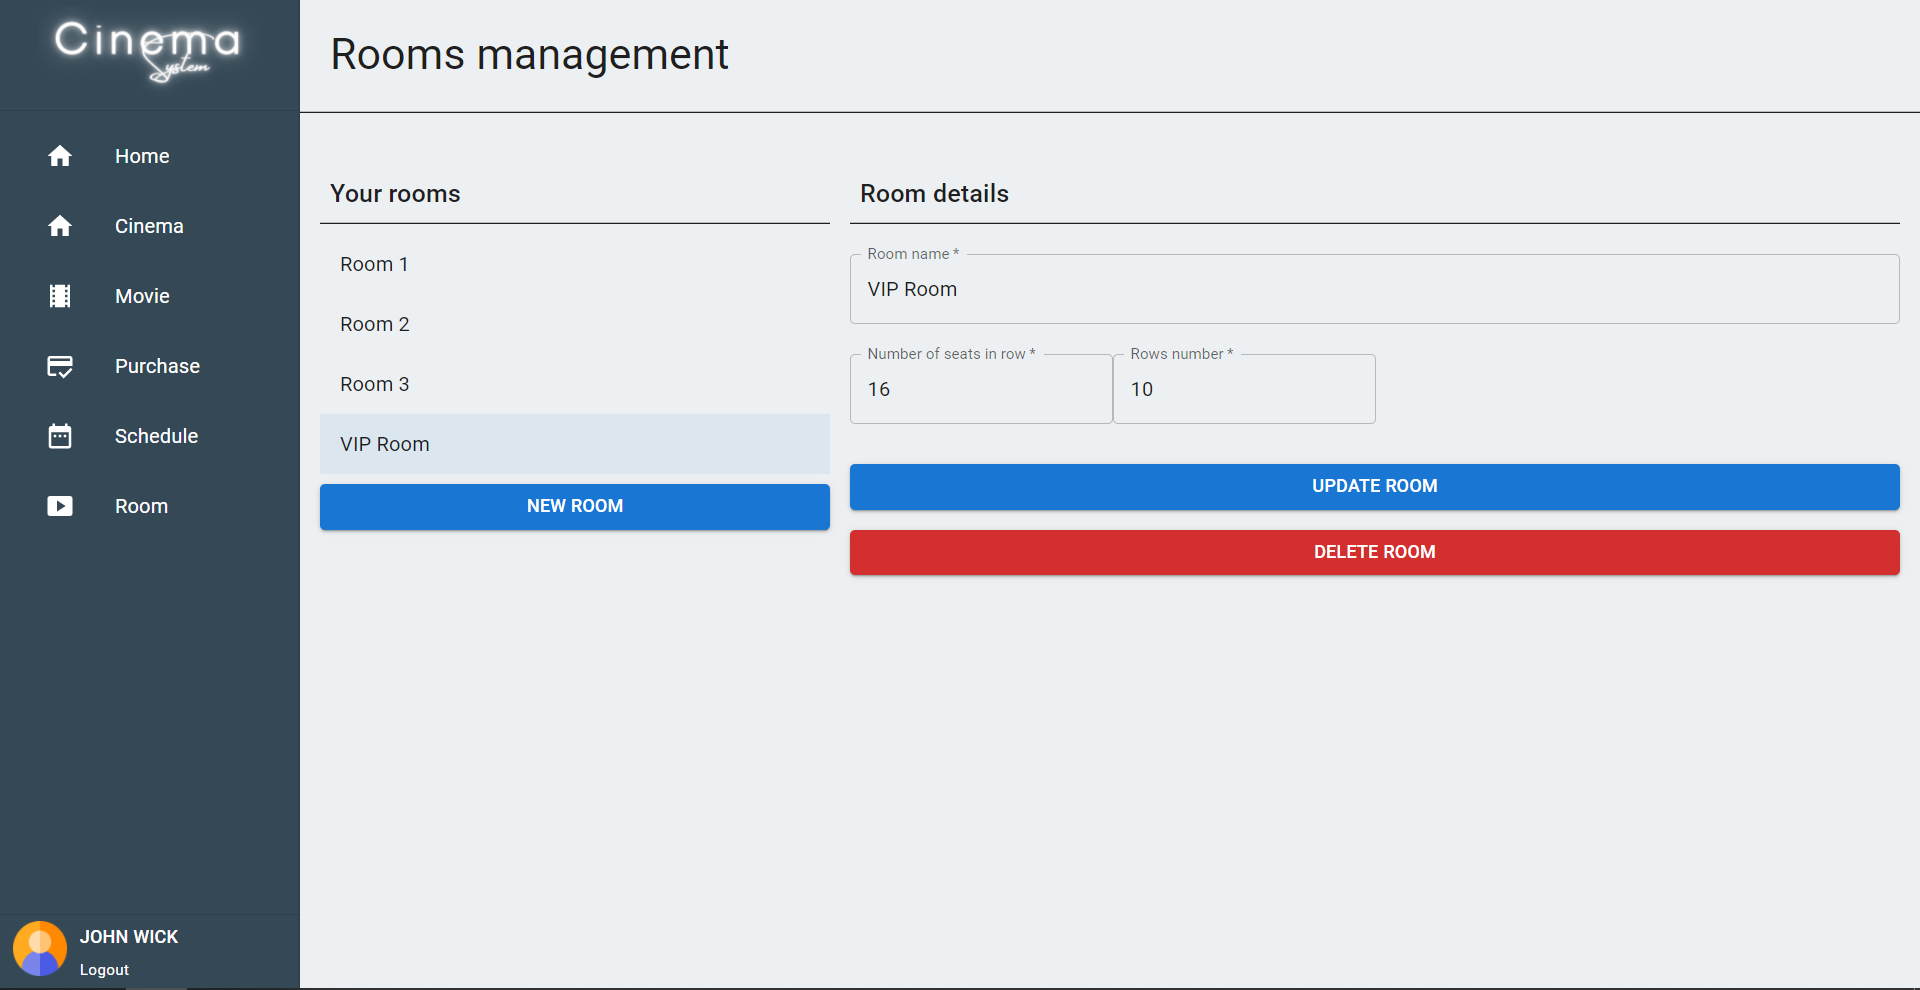 Cinema
System
Home
Cinema
Movie
Purchase
Schedule
Room
JOHN WICK
Logout
Rooms management
Your rooms
Room 1
Room 2
Room 3
VIP Room
NEW ROOM
Room details
Room name *
VIP Room
Number of seats in row *
16
Rows number *
10
UPDATE ROOM
DELETE ROOM